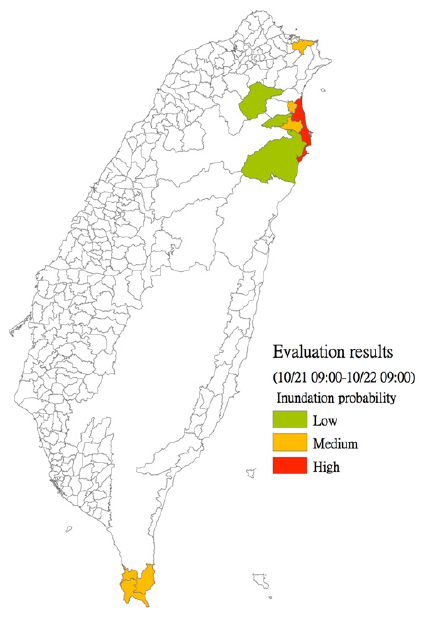 Evaluation results
(10/21 09:00-10/22 09:00)
Inundation probability
Low
Medium
High